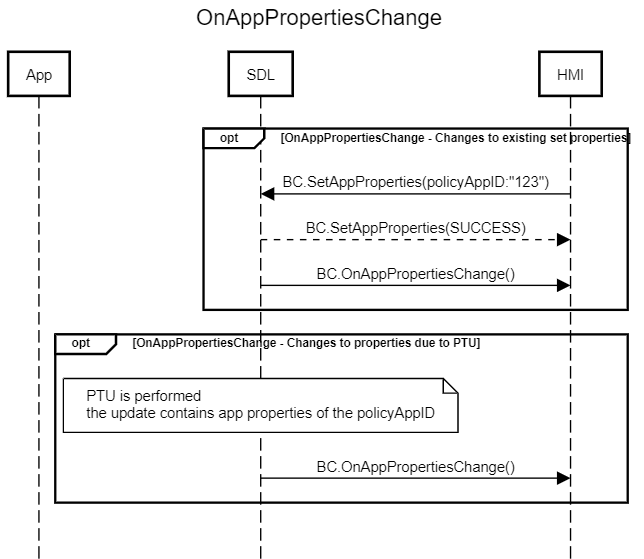 OnAppPropertiesChange
App
SDL
HMI
opt
[OnAppPropertiesChange - Changes to existing set properties]
BC.SetAppProperties(policyAppID:"123")
BC.SetAppProperties(SUCCESS)
BC.OnAppPropertiesChange()
opt
[OnAppPropertiesChange - Changes to properties due to PTU]
PTU is performed
the update contains app properties of the policyAppID
BC.OnAppPropertiesChange()